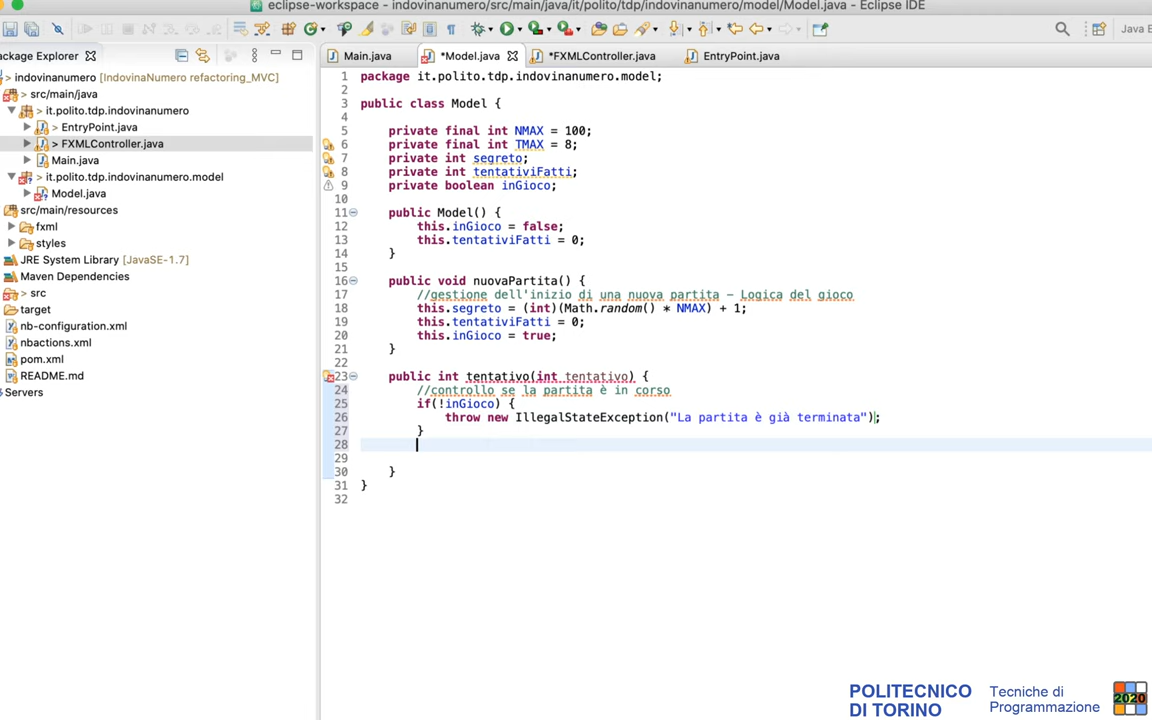 eclipse-workspace - indovinanumero/src/main/java/it/polito/tdp/indovinanumero/model/Model.java - Eclipse IDE
Java E
ackage Explorer
Main.java
*Model.java
*FXMLController.java
EntryPoint.java
> indovinanumero [IndovinaNumero refactoring_MVC]
> src/main/java
> it.polito.tdp.indovinanumero
> EntryPoint.java
> FXMLController.java
Main.java
> it.polito.tdp.indovinanumero.model
Model.java
src/main/resources
fxml
styles
JRE System Library [JavaSE-1.7]
Maven Dependencies
> src
target
nb-configuration.xml
nbactions.xml
pom.xml
README.md
Servers
1 package it.polito.tdp.indovinanumero.model;
2
3 public class Model {
4
5 private final int NMAX = 100;
6 private final int TMAX = 8;
7 private int segreto;
8 private int tentativiFatti;
9 private boolean inGioco;
10
11 public Model() {
12 this.inGioco = false;
13 this.tentativiFatti = 0;
14 }
15
16 public void nuovaPartita() {
17 //gestione dell'inizio di una nuova partita - Logica del gioco
18 this.segreto = (int)(Math.random() * NMAX) + 1;
19 this.tentativiFatti = 0;
20 this.inGioco = true;
21 }
22
23 public int tentativo(int tentativo) {
24 //controllo se la partita è in corso
25 if(!inGioco) {
26 throw new IllegalStateException("La partita è già terminata");
27 }
28
29
30 }
31 }
32
POLITECNICO
DI TORINO
Tecniche di
Programmazione
2020